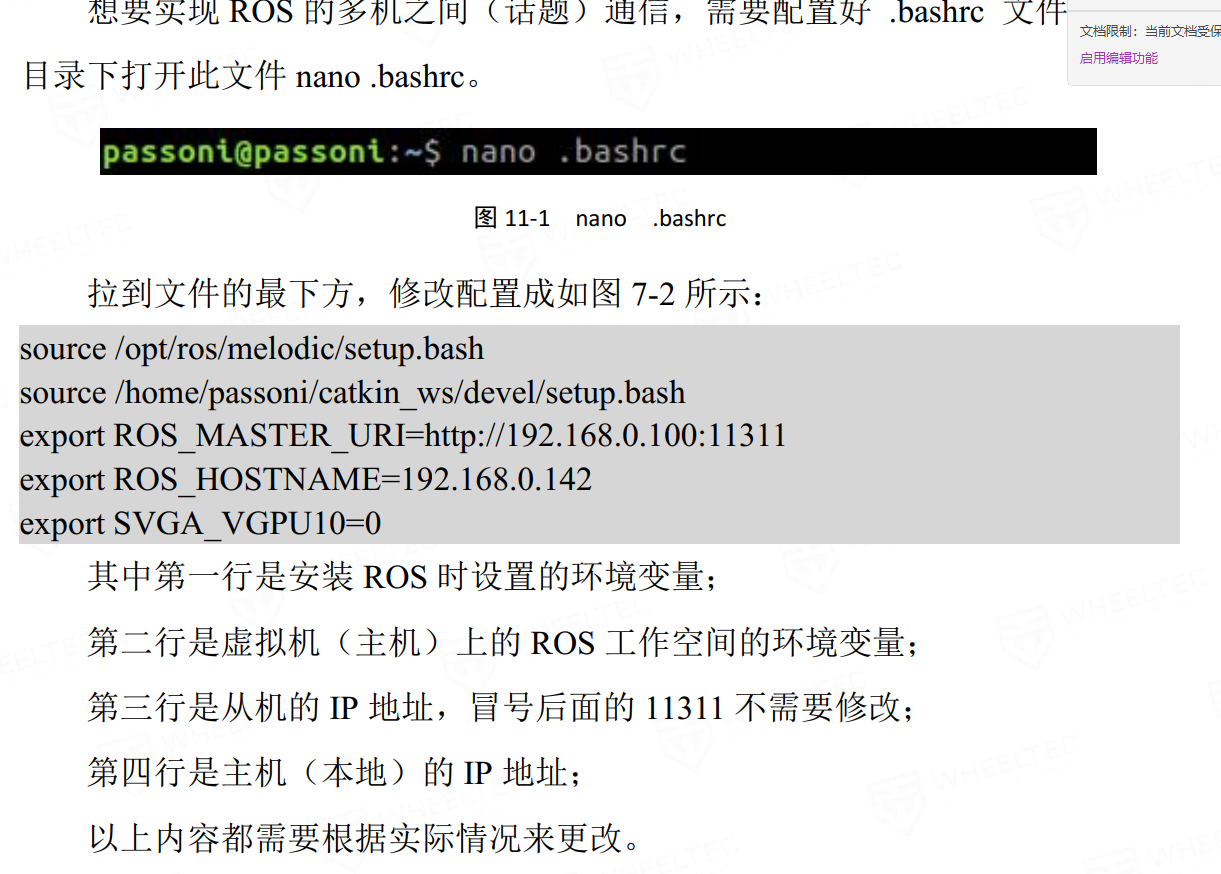 想要实现 ROS 的多机之间（话题）通信，需要配置好 .bashrc 文件
文档限制：当前文档受保
启用编辑功能
目录下打开此文件 nano .bashrc。
passoni@passoni:~$ nano .bashrc
图 11-1 nano .bashrc
拉到文件的最下方，修改配置成如图 7-2 所示：
source /opt/ros/melodic/setup.bash
source /home/passoni/catkin_ws/devel/setup.bash
export ROS_MASTER_URI=http://192.168.0.100:11311
export ROS_HOSTNAME=192.168.0.142
export SVGA_VGPU10=0
其中第一行是安装 ROS 时设置的环境变量；
第二行是虚拟机（主机）上的 ROS 工作空间的环境变量；
第三行是从机的 IP 地址，冒号后面的 11311 不需要修改；
第四行是主机（本地）的 IP 地址；
以上内容都需要根据实际情况来更改。
WHEELTEC